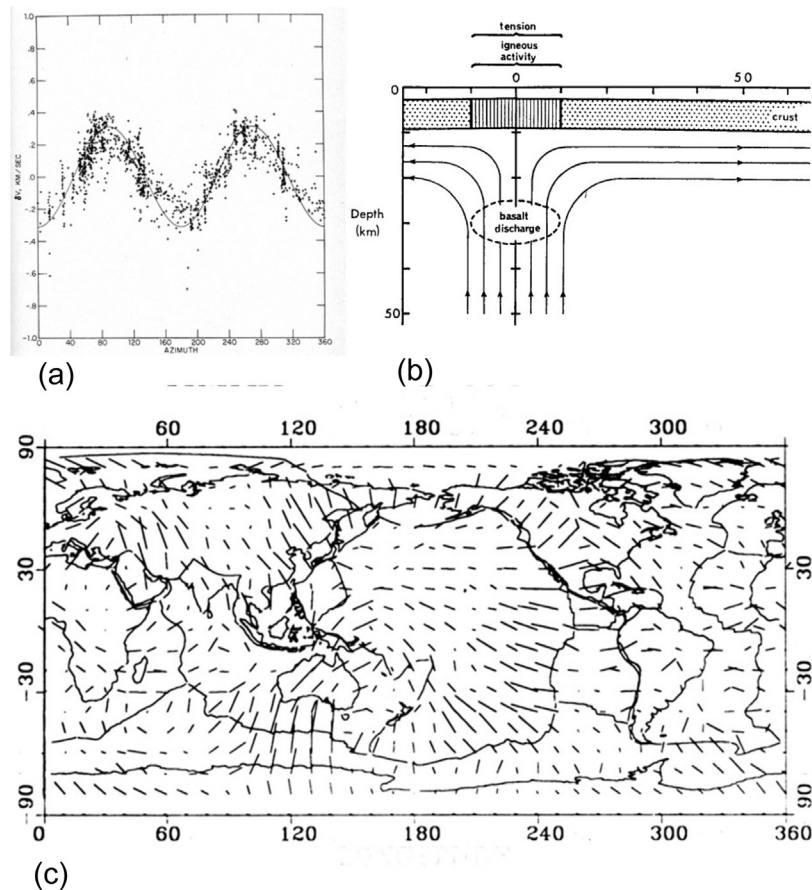 1.0
.8
.6
.4
.2
.0
-.2
-.4
-.6
-.8
-1.0
δV, KM/SEC
0 40 80 120 160 200 240 280 320 360
AZIMUTH
(a)
tension
igneous
activity
0 50
0
crust
Depth
(km)
basalt
discharge
50
(b)
60 120 180 240 300 360
90 90
30 30
-30 -30
-90 -90
0 60 120 180 240 300 360
(c)